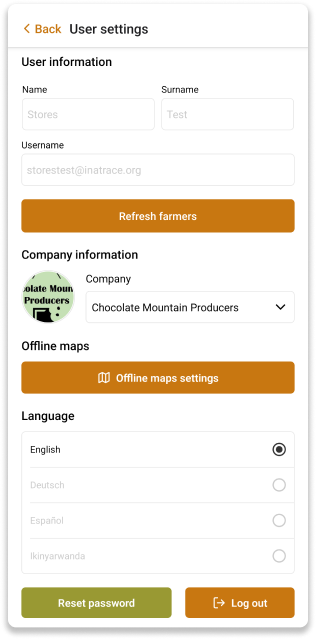 Back User settings
User information
Name Surname
Stores Test
Username
storestest@inatrace.org
Refresh farmers
Company information
Company
Chocolate Mountain Producers
olate Moun
Producers
Offline maps
Offline maps settings
Language
English
Deutsch
Español
Ikinyarwanda
Reset password Log out